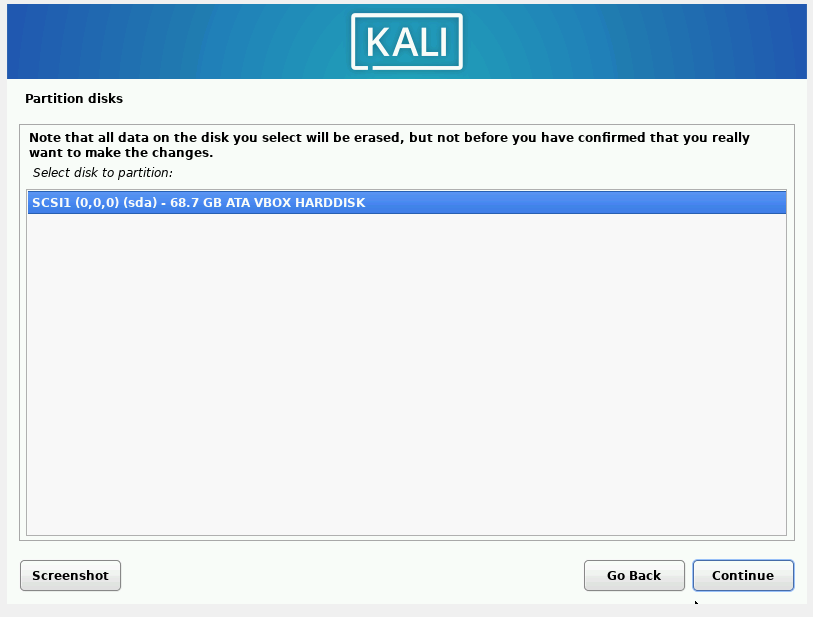 KALI
Partition disks
Note that all data on the disk you select will be erased, but not before you have confirmed that you really
want to make the changes.
Select disk to partition:
SCSI1 (0,0,0) (sda) - 68.7 GB ATA VBOX HARDDISK
Screenshot
Go Back
Continue